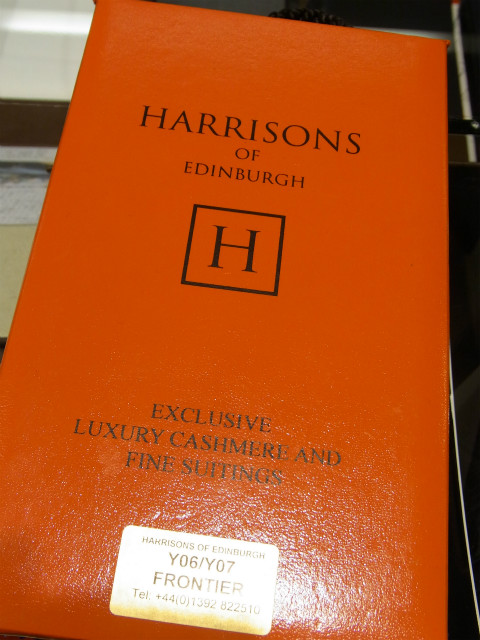 HARRISONS
OF
EDINBURGH
H
EXCLUSIVE
LUXURY CASHMERE AND
FINE SUITINGS
HARRISONS OF EDINBURGH
Y06/Y07
FRONTIER
Tel: +44(0)1392 822510